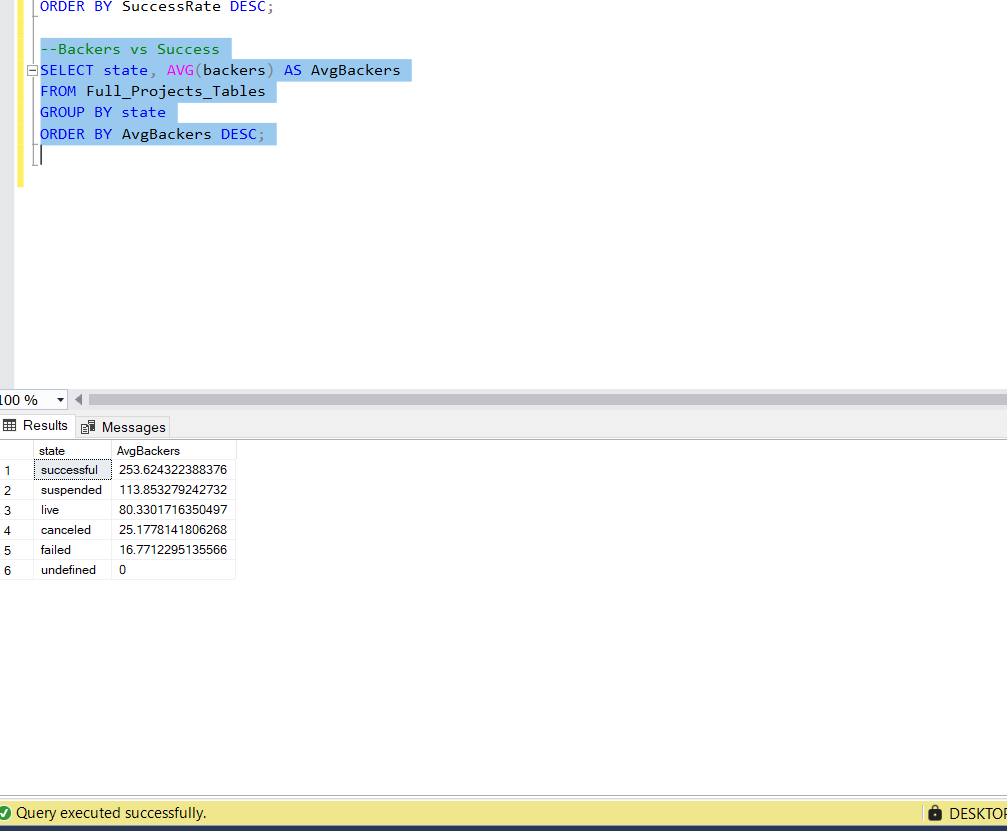 ORDER BY SuccessRate DESC;
--Backers vs Success
SELECT state, AVG(backers) AS AvgBackers
FROM Full_Projects_Tables
GROUP BY state
ORDER BY AvgBackers DESC;
100 %
Results Messages
state AvgBackers
1 successful 253.624322388376
2 suspended 113.853279242732
3 live 80.3301716350497
4 canceled 25.1778141806268
5 failed 16.7712295135566
6 undefined 0
Query executed successfully. DESKTOP